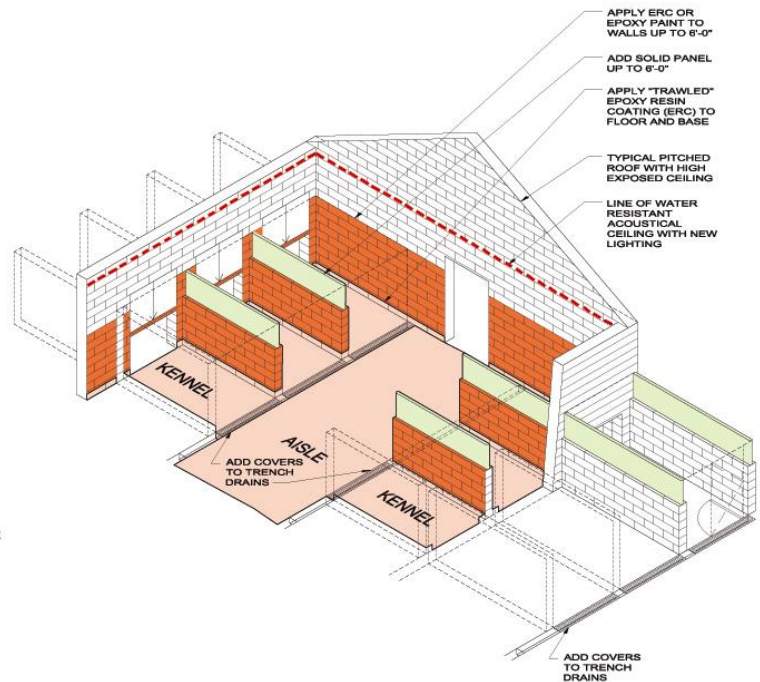 APPLY ERC OR
EPOXY PAINT TO
WALLS UP TO 6'-0"
ADD SOLID PANEL
UP TO 6'-0"
APPLY "TRAWLED"
EPOXY RESIN
COATING (ERC) TO
FLOOR AND BASE
TYPICAL PITCHED
ROOF WITH HIGH
EXPOSED CEILING
LINE OF WATER
RESISTANT
ACOUSTICAL
CEILING WITH NEW
LIGHTING
KENNEL
AISLE
ADD COVERS
TO TRENCH
DRAINS
KENNEL
ADD COVERS
TO TRENCH
DRAINS